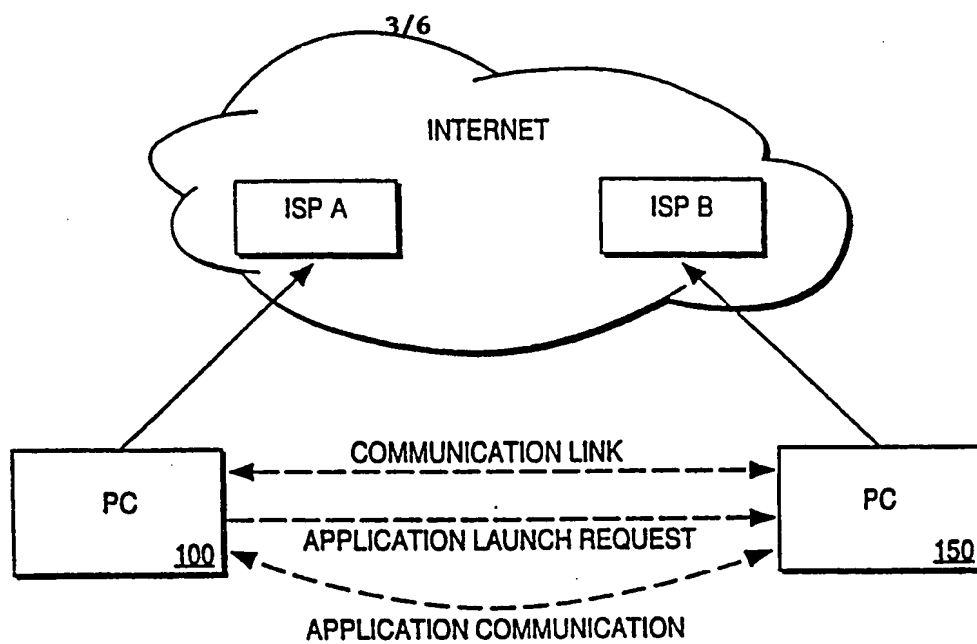 3/6
INTERNET
ISP A
ISP B
COMMUNICATION LINK
PC
100
APPLICATION LAUNCH REQUEST
PC
150
APPLICATION COMMUNICATION